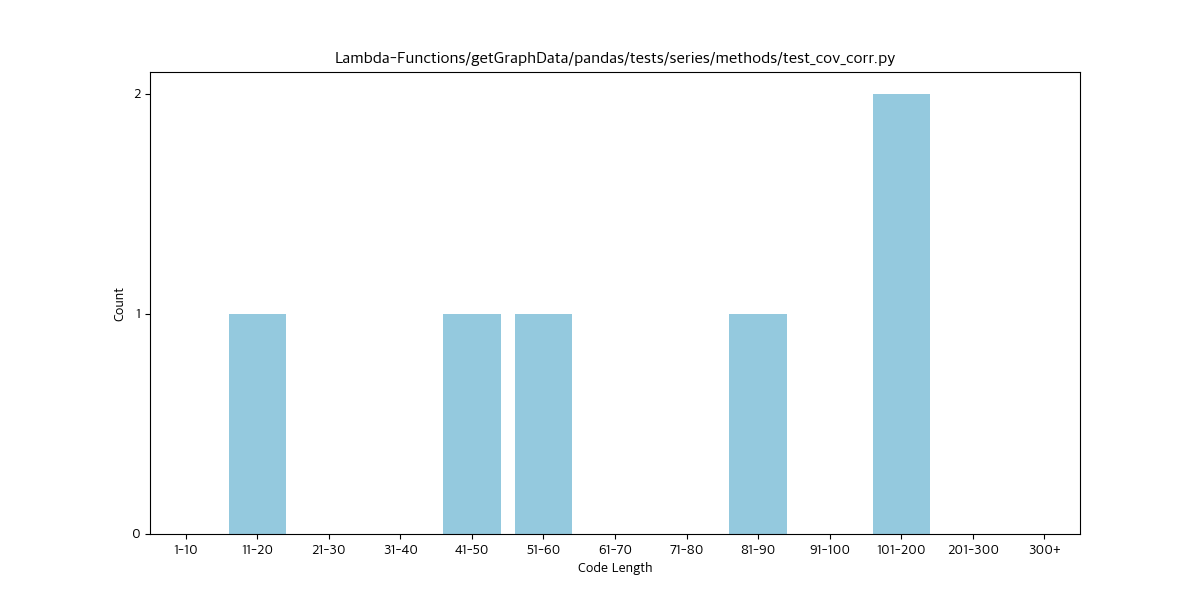 Lambda-Functions/getGraphData/pandas/tests/series/methods/test_cov_corr.py
2
1
0
Count
1-10 11-20 21-30 31-40 41-50 51-60 61-70 71-80 81-90 91-100 101-200 201-300 300+
Code Length